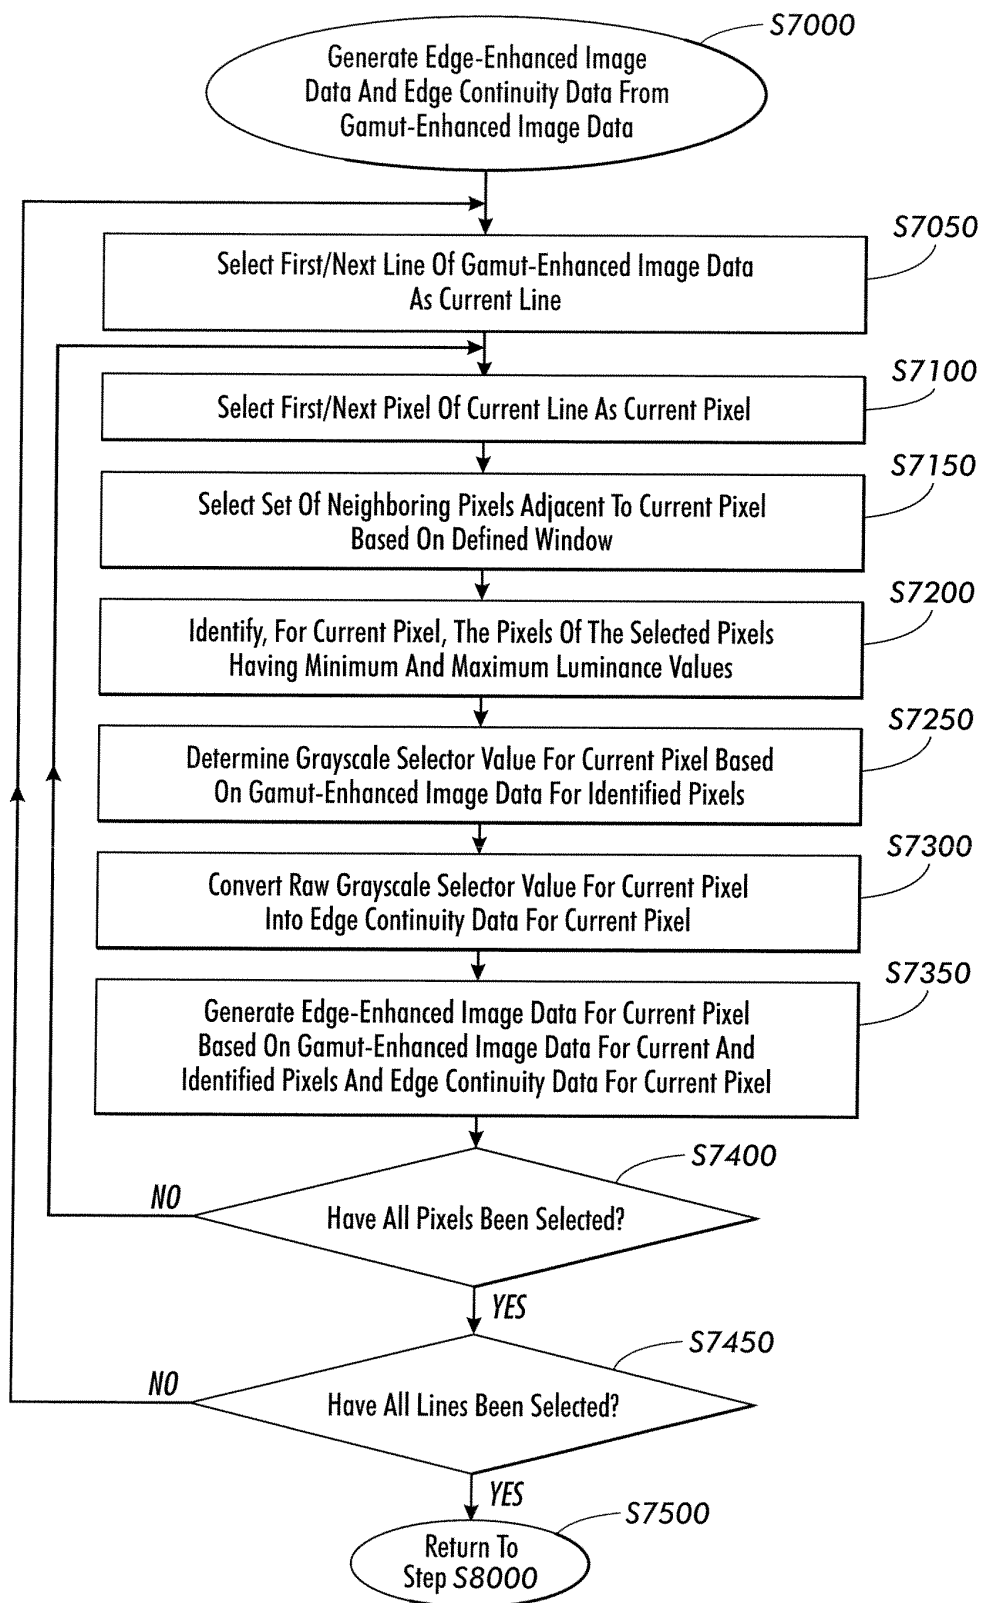 S7000
Generate Edge-Enhanced Image
Data And Edge Continuity Data From
Gamut-Enhanced Image Data
S7050
Select First/Next Line Of Gamut-Enhanced Image Data
As Current Line
S7100
Select First/Next Pixel Of Current Line As Current Pixel
S7150
Select Set Of Neighboring Pixels Adjacent To Current Pixel
Based On Defined Window
S7200
Identify, For Current Pixel, The Pixels Of The Selected Pixels
Having Minimum And Maximum Luminance Values
S7250
Determine Grayscale Selector Value For Current Pixel Based
On Gamut-Enhanced Image Data For Identified Pixels
S7300
Convert Raw Grayscale Selector Value For Current Pixel
Into Edge Continuity Data For Current Pixel
S7350
Generate Edge-Enhanced Image Data For Current Pixel
Based On Gamut-Enhanced Image Data For Current And
Identified Pixels And Edge Continuity Data For Current Pixel
S7400
NO
Have All Pixels Been Selected?
YES
S7450
NO
Have All Lines Been Selected?
YES
S7500
Return To
Step S8000